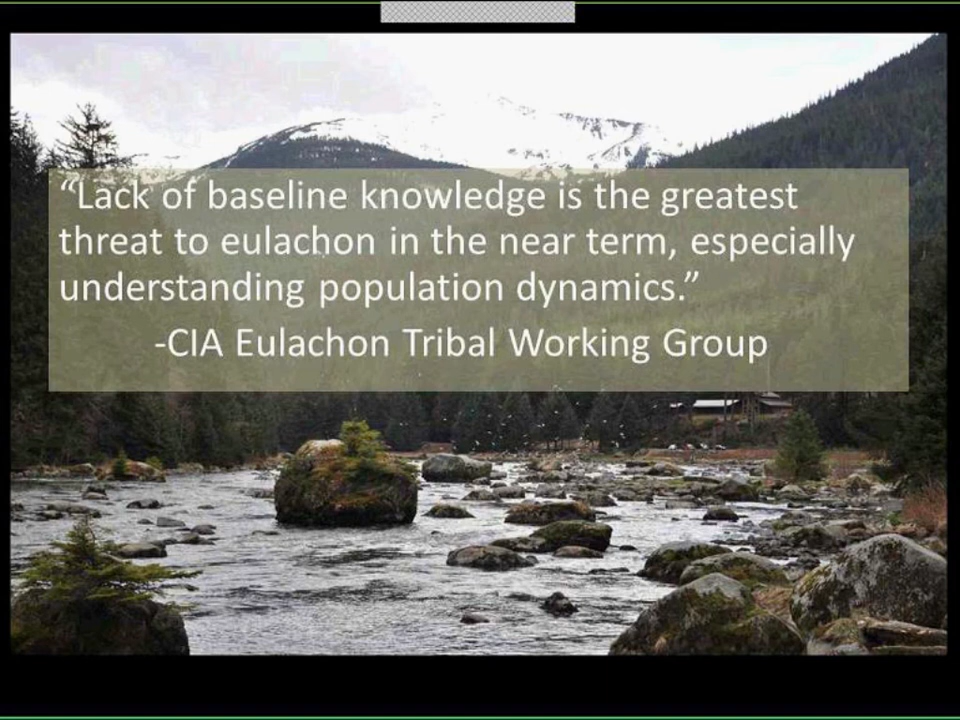 “Lack of baseline knowledge is the greatest
threat to eulachon in the near term, especially
understanding population dynamics.”
-CIA Eulachon Tribal Working Group